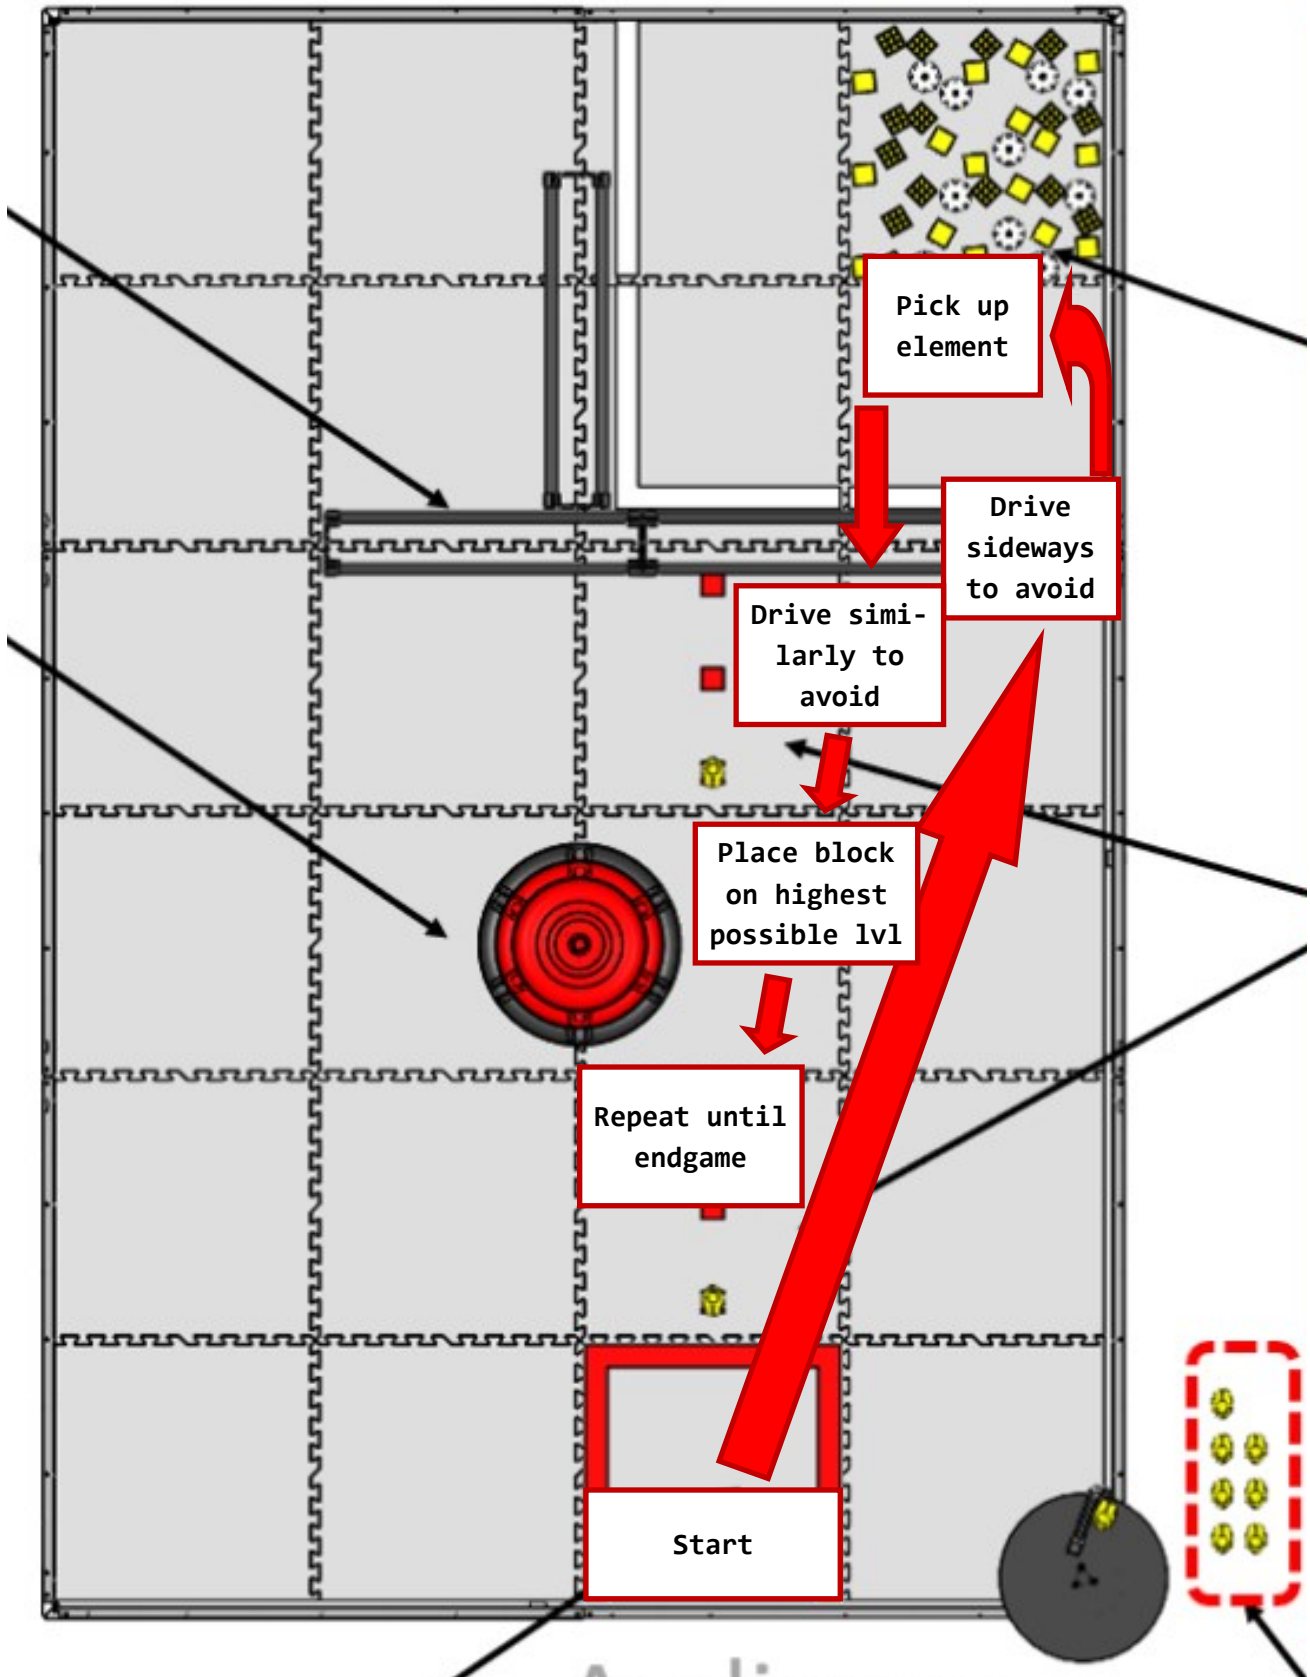 Pick up
element
Drive
sideways
to avoid
Drive simi-
larly to
avoid
Place block
on highest
possible lvl
Repeat until
endgame
Start